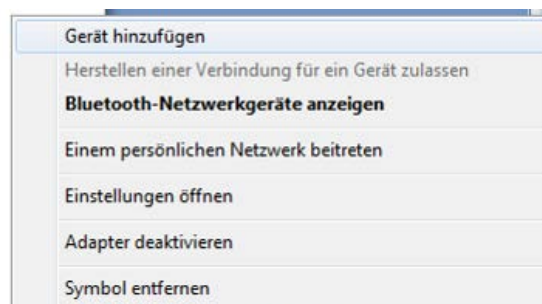 Gerät hinzufügen
Herstellen einer Verbindung für ein Gerät zulassen
Bluetooth-Netzwerkgeräte anzeigen
Einem persönlichen Netzwerk beitreten
Einstellungen öffnen
Adapter deaktivieren
Symbol entfernen